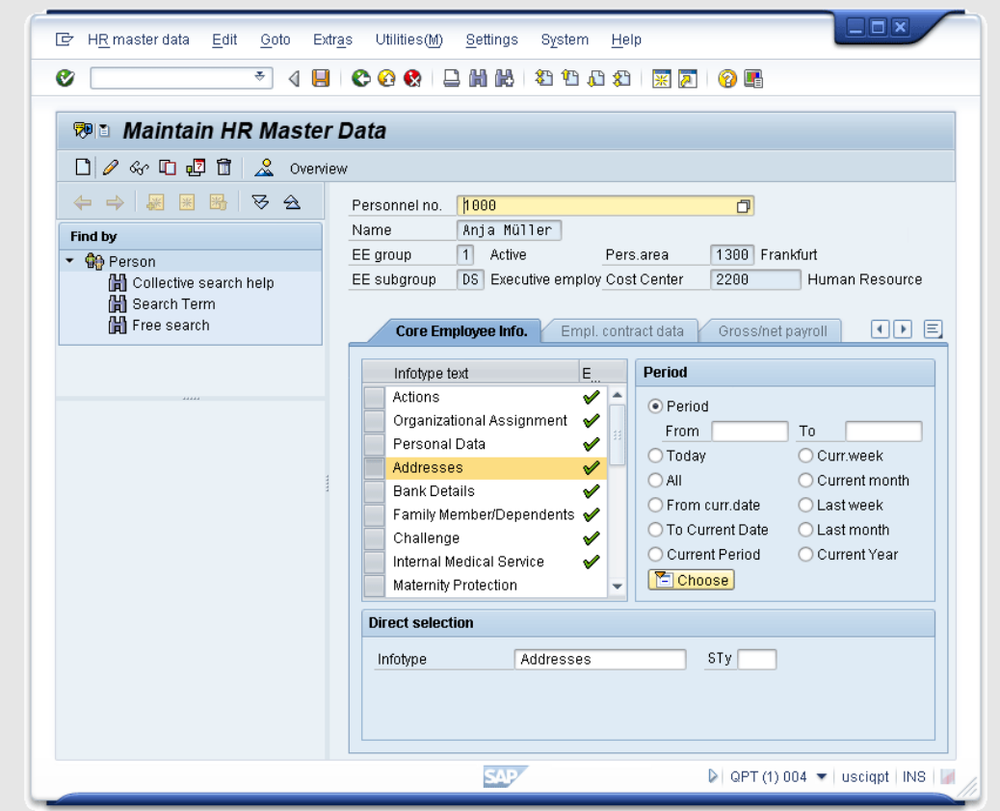 HR master data Edit Goto Extras Utilities(M) Settings System Help
Maintain HR Master Data
Overview
Find by
Person
Collective search help
Search Term
Free search
Personnel no. 1000
Name Anja Müller
EE group 1 Active Pers.area 1300 Frankfurt
EE subgroup DS Executive employ Cost Center 2200 Human Resource
Core Employee Info. Empl. contract data Gross/net payroll
Infotype text E...
Actions
Organizational Assignment
Personal Data
Addresses
Bank Details
Family Member/Dependents
Challenge
Internal Medical Service
Maternity Protection
Period
Period
From To
Today Curr.week
All Current month
From curr.date Last week
To Current Date Last month
Current Period Current Year
Choose
Direct selection
Infotype Addresses STy
SAP QPT (1) 004 usciqpt INS